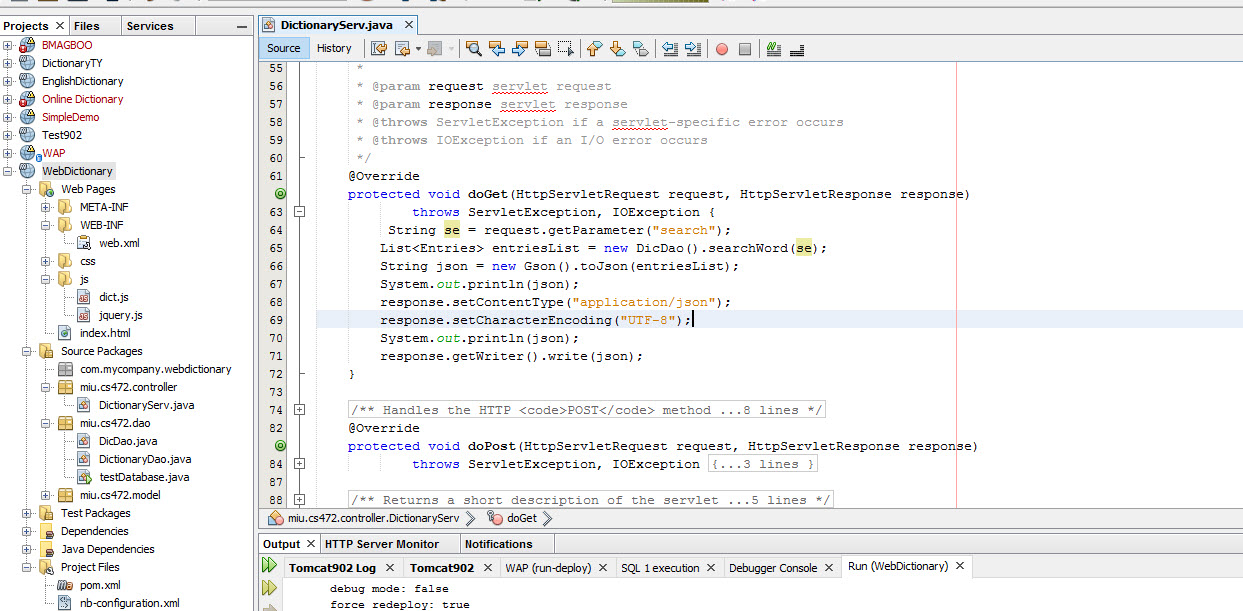 Projects
Files
Services
BMAGBOO
DictionaryTY
EnglishDictionary
Online Dictionary
SimpleDemo
Test902
WAP
WebDictionary
Web Pages
META-INF
WEB-INF
web.xml
css
js
dict.js
jquery.js
index.html
Source Packages
com.mycompany.webdictionary
miu.cs472.controller
DictionaryServ.java
miu.cs472.dao
DicDao.java
DictionaryDao.java
testDatabase.java
miu.cs472.model
Test Packages
Dependencies
Java Dependencies
Project Files
pom.xml
nb-configuration.xml
DictionaryServ.java
Source History
55 *
56 * @param request servlet request
57 * @param response servlet response
58 * @throws ServletException if a servlet-specific error occurs
59 * @throws IOException if an I/O error occurs
60 */
61 @Override
protected void doGet(HttpServletRequest request, HttpServletResponse response)
63 throws ServletException, IOException {
64 String se = request.getParameter("search");
65 List<Entries> entriesList = new DicDao().searchWord(se);
66 String json = new Gson().toJson(entriesList);
67 System.out.println(json);
68 response.setContentType("application/json");
69 response.setCharacterEncoding("UTF-8");
70 System.out.println(json);
71 response.getWriter().write(json);
72 }
73
74 /** Handles the HTTP <code>POST</code> method ...8 lines */
82 @Override
protected void doPost(HttpServletRequest request, HttpServletResponse response)
84 throws ServletException, IOException {...3 lines }
87
88 /** Returns a short description of the servlet ...5 lines */
miu.cs472.controller.DictionaryServ doGet
Output HTTP Server Monitor Notifications
Tomcat902 Log Tomcat902 WAP (run-deploy) SQL 1 execution Debugger Console Run (WebDictionary)
debug mode: false
force redeploy: true